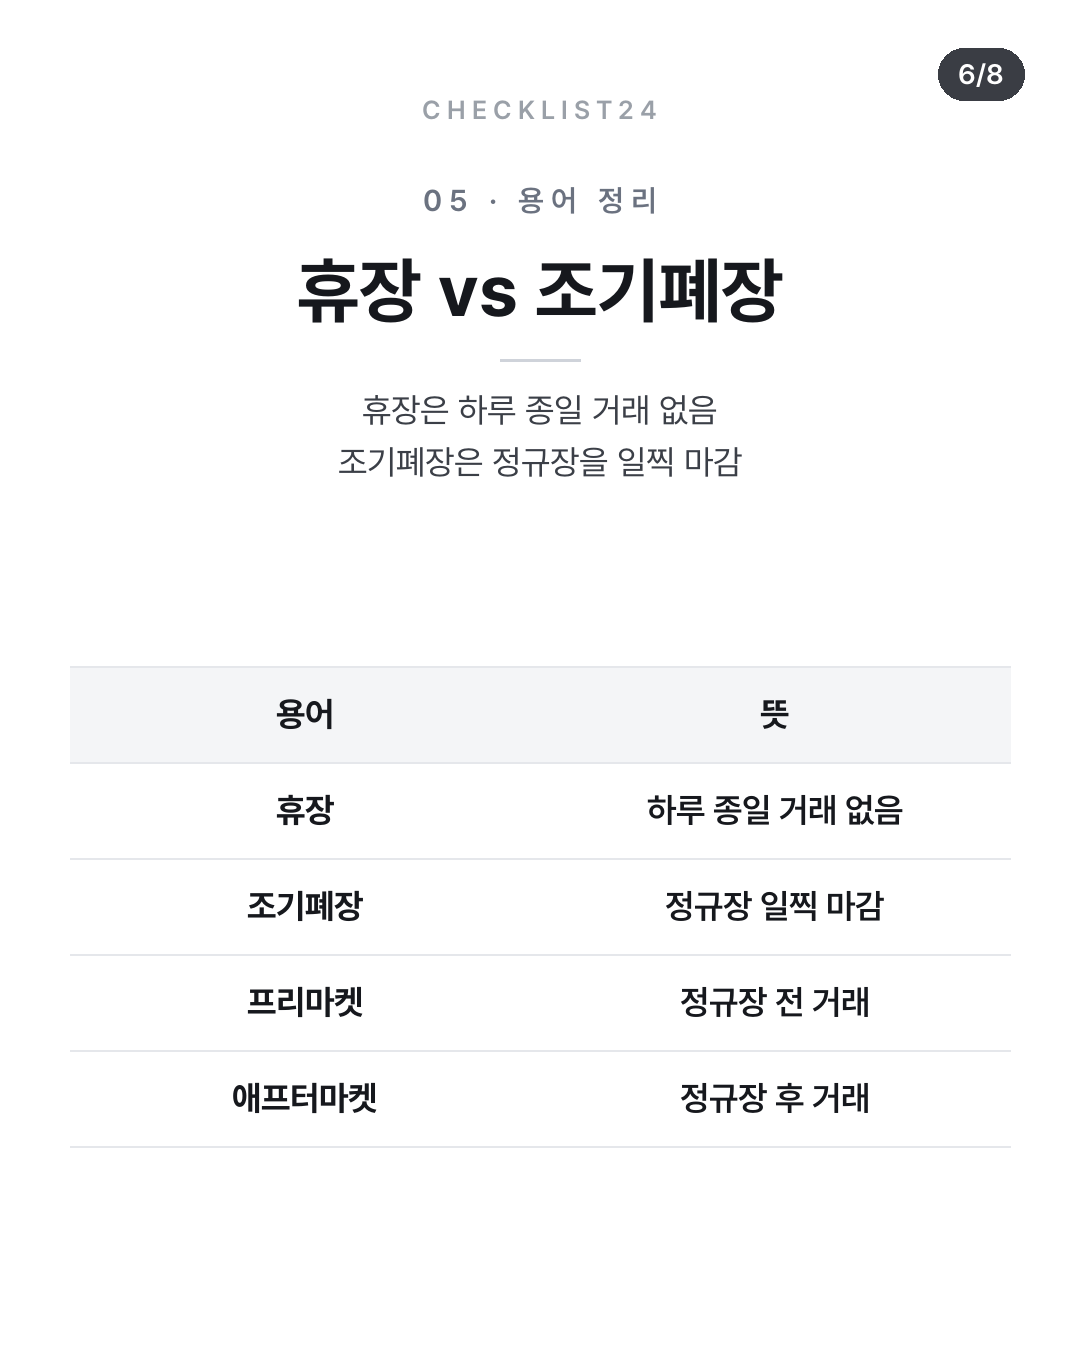 6/8
CHECKLIST24
05 · 용어 정리
휴장 vs 조기폐장
휴장은 하루 종일 거래 없음
조기폐장은 정규장을 일찍 마감
용어 뜻
휴장 하루 종일 거래 없음
조기폐장 정규장 일찍 마감
프리마켓 정규장 전 거래
애프터마켓 정규장 후 거래